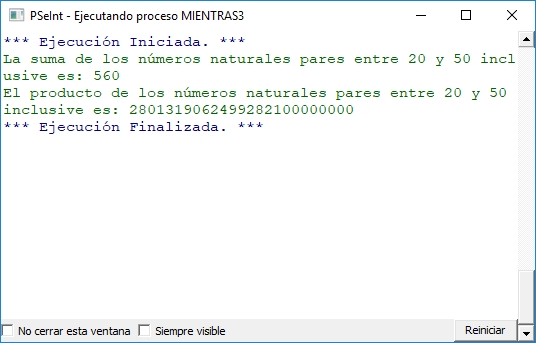 PSeInt - Ejecutando proceso MIENTRAS3
*** Ejecución Iniciada. ***
La suma de los números naturales pares entre 20 y 50 incl
usive es: 560
El producto de los números naturales pares entre 20 y 50
inclusive es: 2801319062499282100000000
*** Ejecución Finalizada. ***
No cerrar esta ventana
Siempre visible
Reiniciar